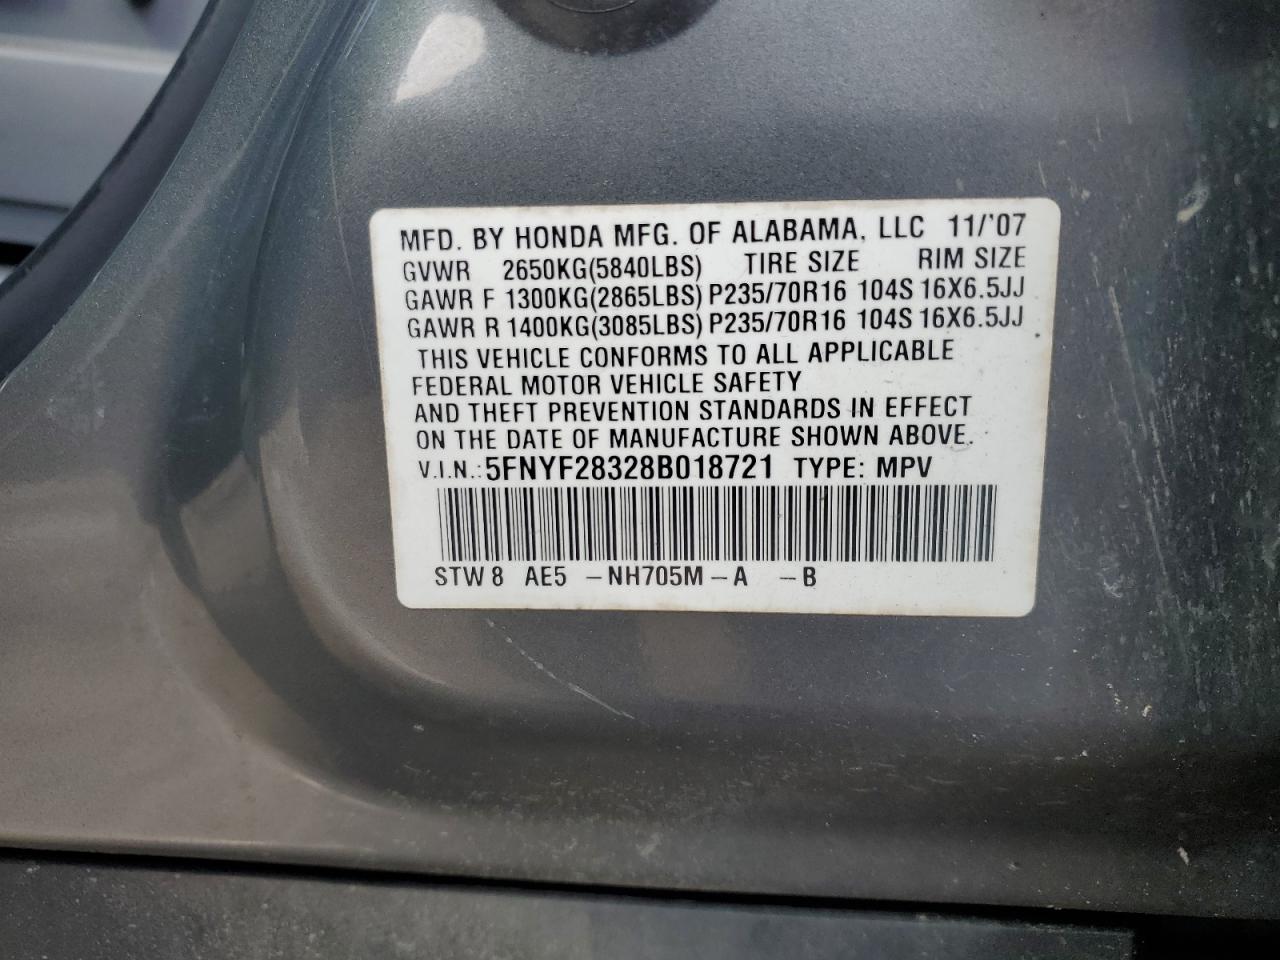 MFD. BY HONDA MFG. OF ALABAMA, LLC 11/'07
GVWR 2650KG(5840LBS) TIRE SIZE RIM SIZE
GAWR F 1300KG(2865LBS) P235/70R16 104S 16X6.5JJ
GAWR R 1400KG(3085LBS) P235/70R16 104S 16X6.5JJ
THIS VEHICLE CONFORMS TO ALL APPLICABLE
FEDERAL MOTOR VEHICLE SAFETY
AND THEFT PREVENTION STANDARDS IN EFFECT
ON THE DATE OF MANUFACTURE SHOWN ABOVE.
V.I.N.: 5FNYF28328B018721 TYPE: MPV
STW 8 AE5 -NH705M-A -B